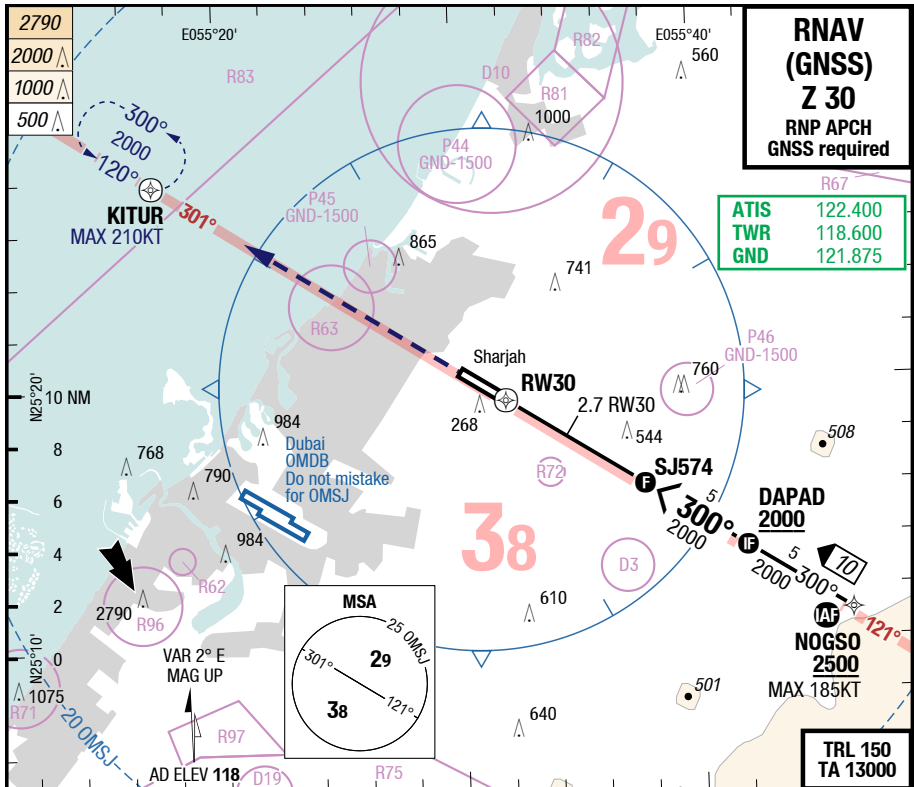 2790
2000
1000
500
E055°20'
E055°40'
RNAV
(GNSS)
Z 30
RNP APCH
GNSS required
R83
D10
R82
R81
560
1000
300°
2000
120°
P44
GND-1500
R67
ATIS 122.400
TWR 118.600
GND 121.875
KITUR
MAX 210KT
301°
P45
GND-1500
29
865
741
R63
P46
GND-1500
Sharjah
760
RW30
N25°20'
10 NM
268
2.7 RW30
984
544
508
8
768
Dubai
OMDB
Do not mistake
for OMSJ
R72
SJ574
F
5
DAPAD
2000
790
6
300°
2000
IF
38
4
984
5
10
2000
300°
D3
R62
2
2790
R96
MSA
610
IAF
NOGSO
2500
MAX 185KT
121°
25 OMSJ
301°
29
121°
38
N25°10'
0
VAR 2° E
MAG UP
1075
R71
501
20 OMSJ
640
R97
AD ELEV 118
D19
R75
TRL 150
TA 13000